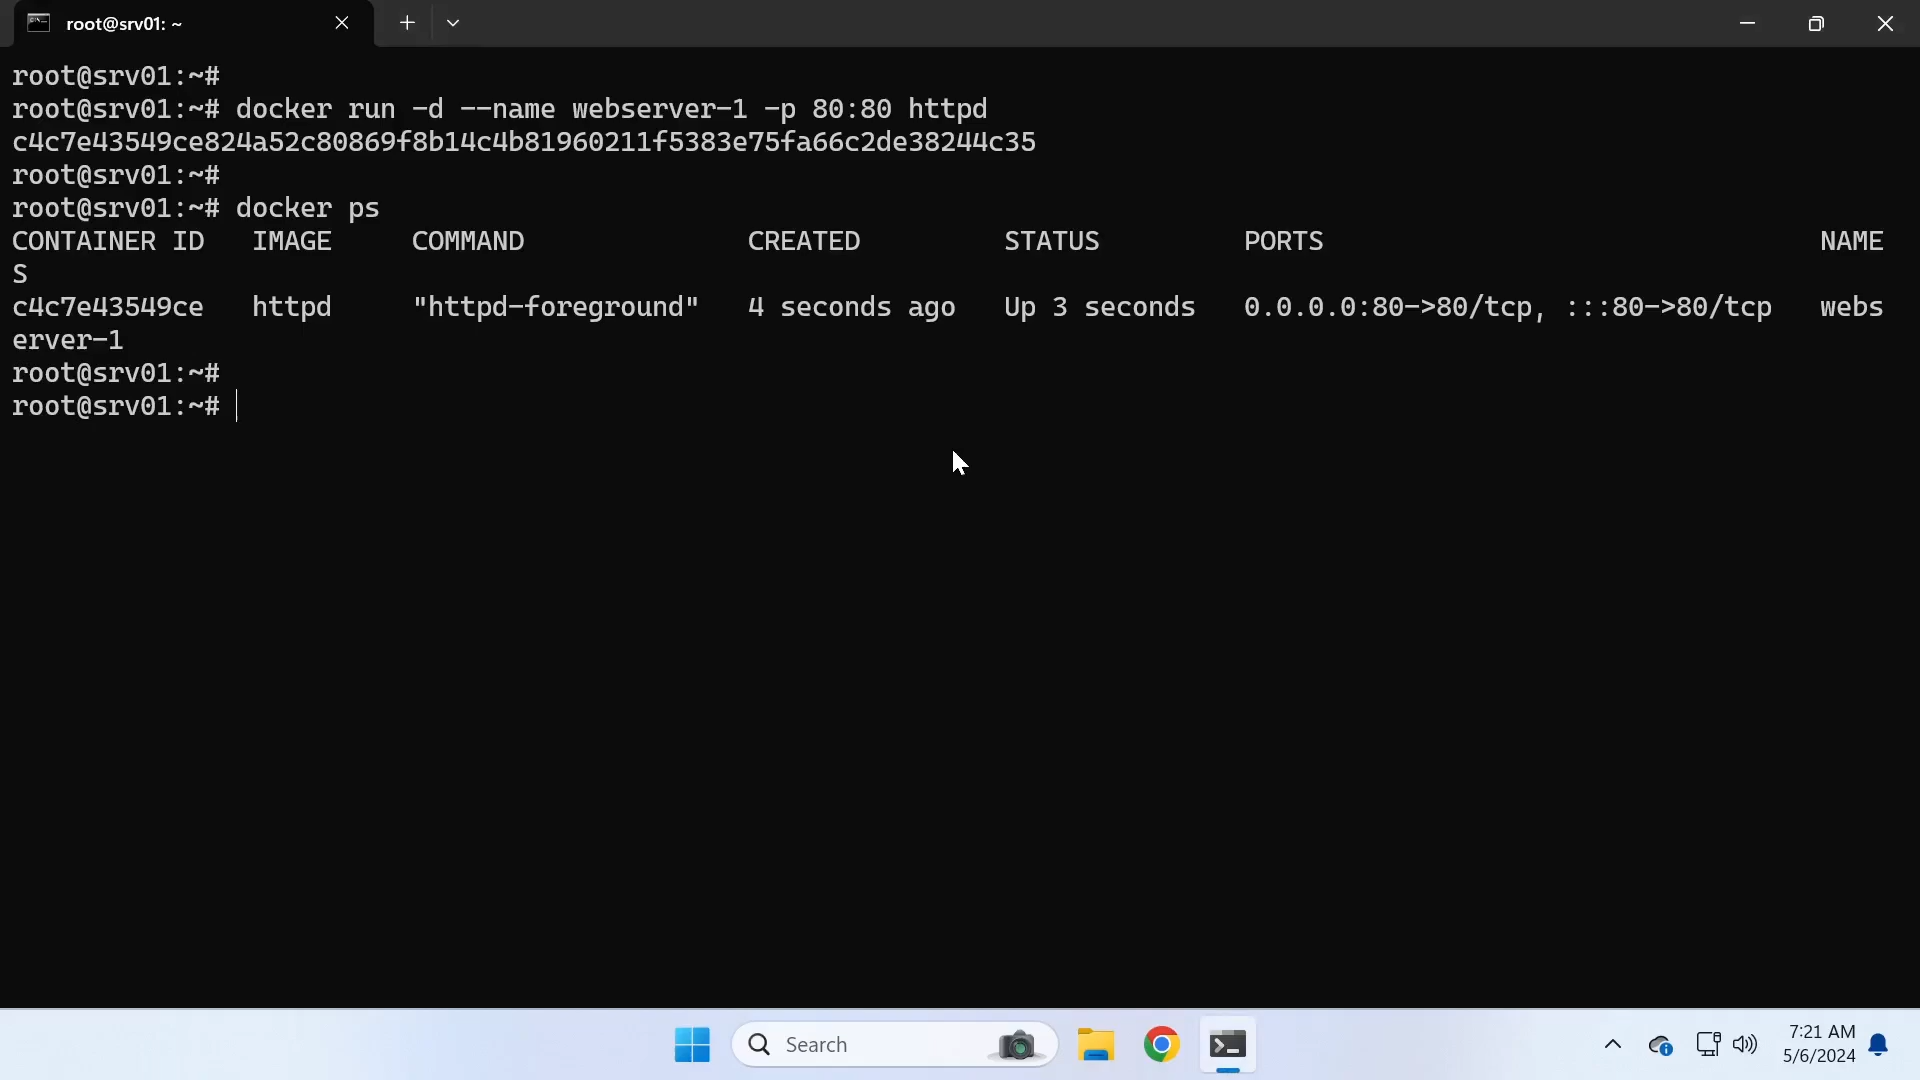 root@srv01: ~
root@srv01:~#
root@srv01:~# docker run -d --name webserver-1 -p 80:80 httpd
c4c7e43549ce824a52c80869f8b14c4b81960211f5383e75fa66c2de38244c35
root@srv01:~#
root@srv01:~# docker ps
CONTAINER ID   IMAGE     COMMAND              CREATED         STATUS         PORTS                               NAME
S
c4c7e43549ce   httpd     "httpd-foreground"   4 seconds ago   Up 3 seconds   0.0.0.0:80->80/tcp, :::80->80/tcp   webs
erver-1
root@srv01:~#
root@srv01:~#
Search
7:21 AM
5/6/2024